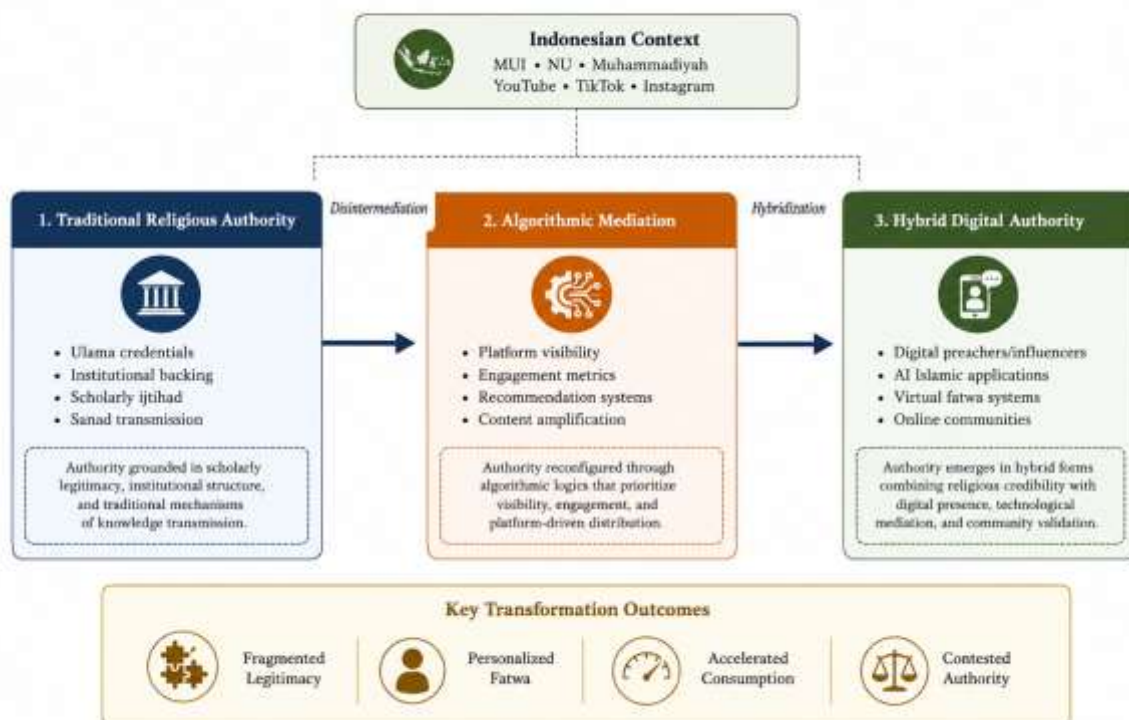 Indonesian Context
MUI • NU • Muhammadiyah
YouTube • TikTok • Instagram
1. Traditional Religious Authority
• Ulama credentials
• Institutional backing
• Scholarly ijtihad
• Sanad transmission
Authority grounded in scholarly
legitimacy, institutional structure,
and traditional mechanisms
of knowledge transmission.
Disintermediation
2. Algorithmic Mediation
• Platform visibility
• Engagement metrics
• Recommendation systems
• Content amplification
Authority reconfigured through
algorithmic logics that prioritize
visibility, engagement, and
platform-driven distribution.
Hybridization
3. Hybrid Digital Authority
• Digital preachers/influencers
• AI Islamic applications
• Virtual fatwa systems
• Online communities
Authority emerges in hybrid forms
combining religious credibility with
digital presence, technological
mediation, and community validation.
Key Transformation Outcomes
Fragmented
Legitimacy
Personalized
Fatwa
Accelerated
Consumption
Contested
Authority